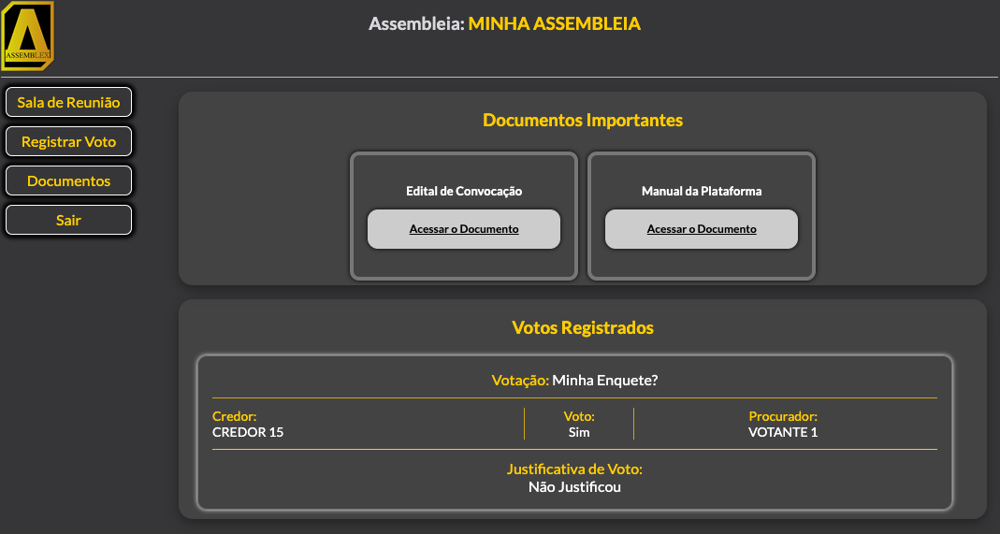 ASSEMBLEX
Assembleia: MINHA ASSEMBLEIA
Sala de Reunião
Registrar Voto
Documentos
Sair
Documentos Importantes
Edital de Convocação
Acessar o Documento
Manual da Plataforma
Acessar o Documento
Votos Registrados
Votação: Minha Enquete?
Credor:
CREDOR 15
Voto:
Sim
Procurador:
VOTANTE 1
Justificativa de Voto:
Não Justificou